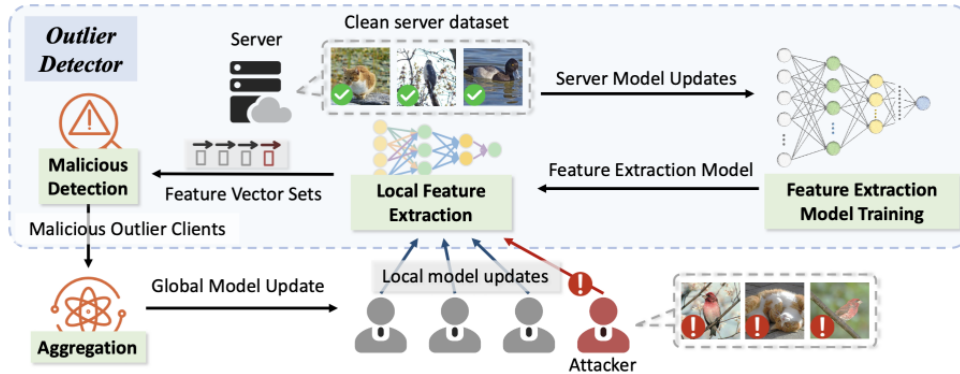 Outlier
Detector
Server
Clean server dataset
Server Model Updates
Malicious
Detection
Feature Vector Sets
Local Feature
Extraction
Feature Extraction Model
Feature Extraction
Model Training
Malicious Outlier Clients
Local model updates
Global Model Update
Aggregation
Attacker